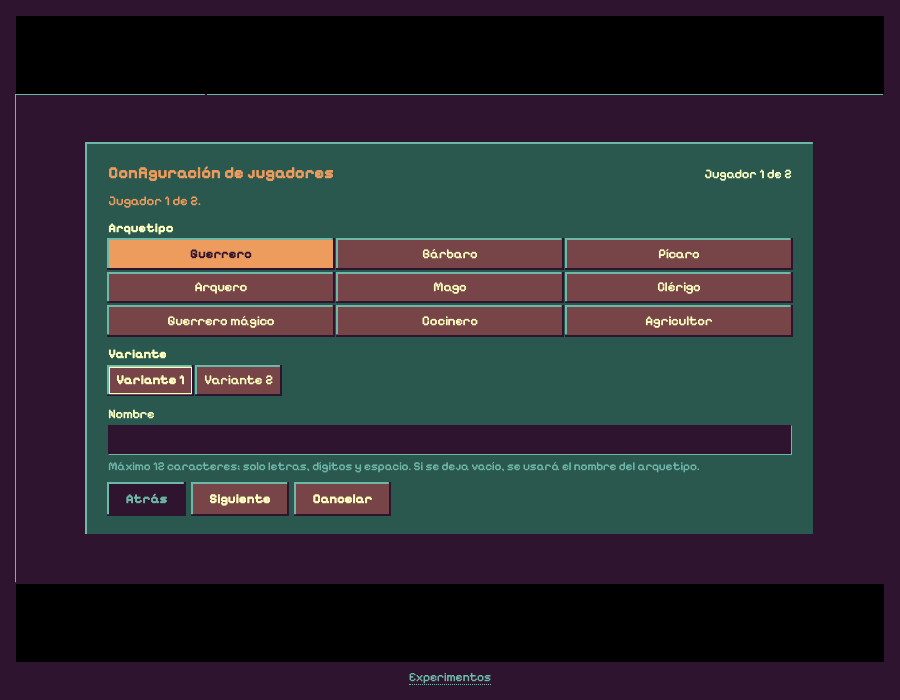 Configuración de jugadores
Jugador 1 de 2
Jugador 1 de 2.
Arquetipo
Guerrero
Bárbaro
Pícaro
Arquero
Mago
Clérigo
Guerrero mágico
Cocinero
Agricultor
Variante
Variante 1
Variante 2
Nombre
Máximo 12 caracteres: solo letras, dígitos y espacio. Si se deja vacío, se usará el nombre del arquetipo.
Atrás
Siguiente
Cancelar
Experimentos